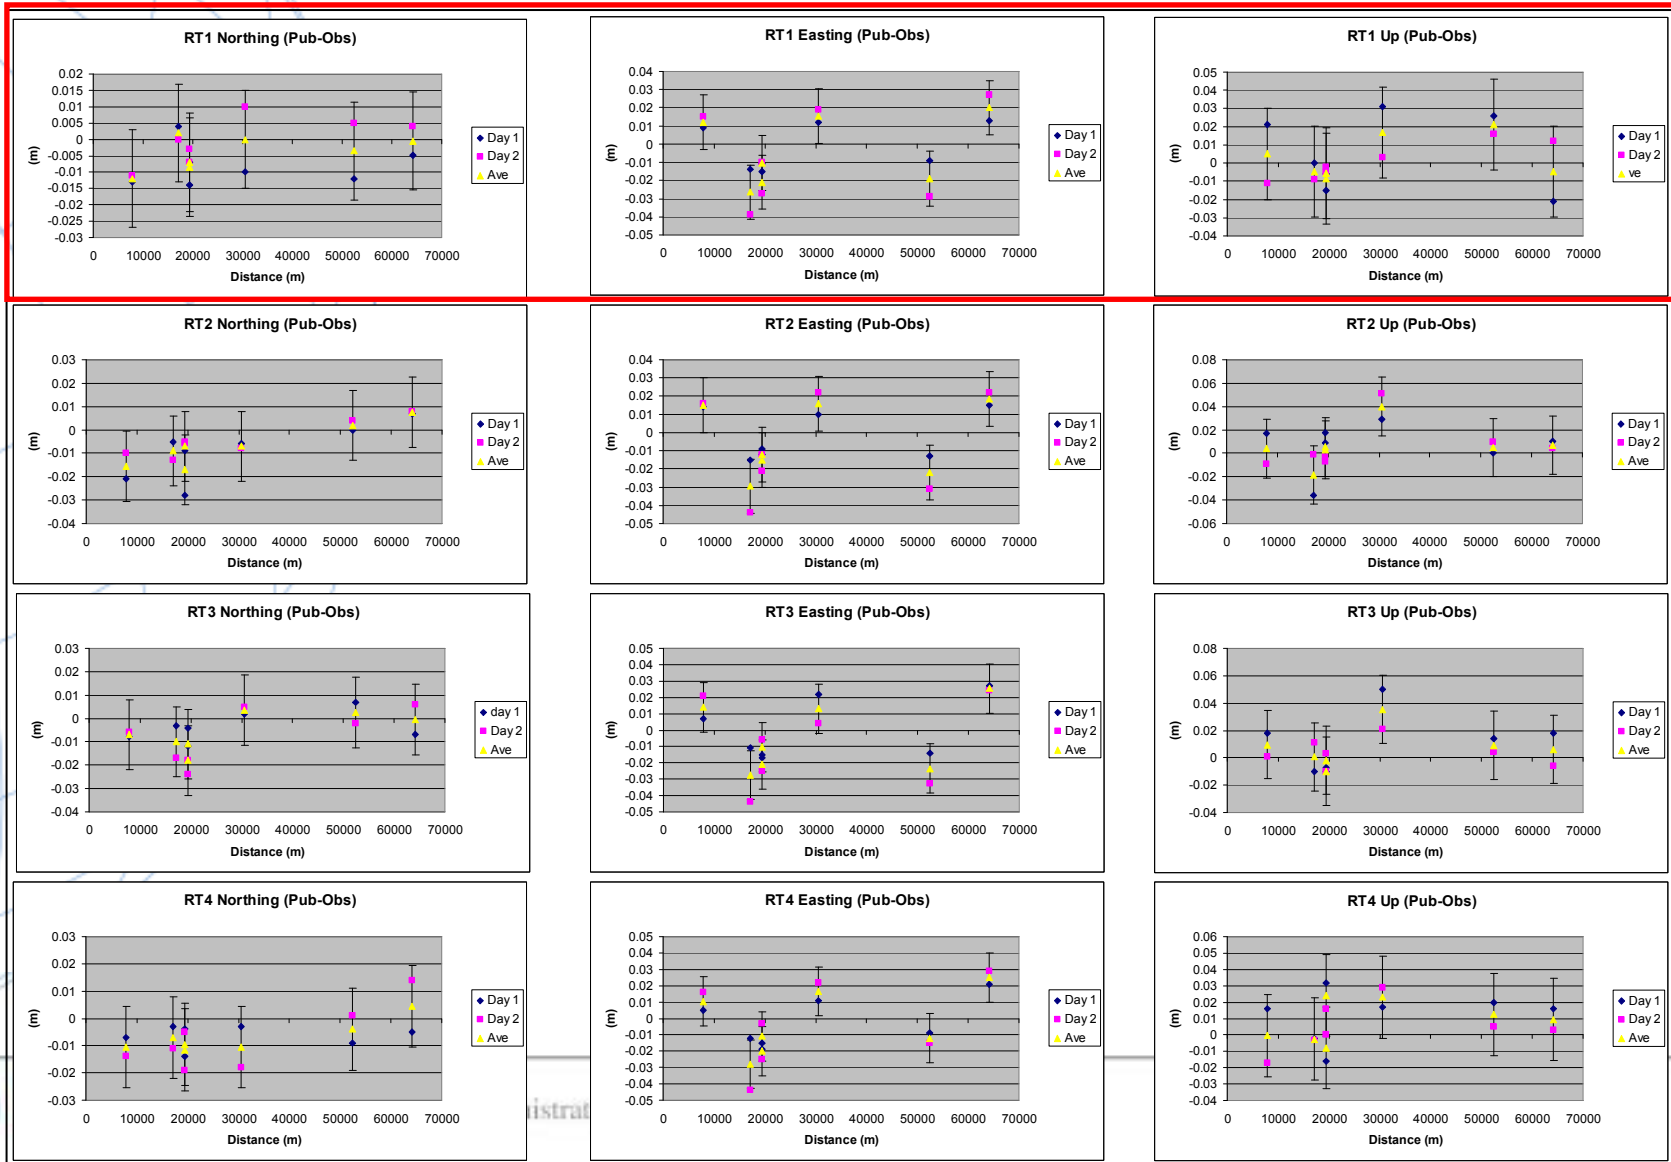 RT1 Northing (Pub-Obs)
0.02
0.015
0.01
0.005
0
-0.005
-0.01
-0.015
-0.02
-0.025
-0.03
(m)
0 10000 20000 30000 40000 50000 60000 70000
Distance (m)
Day 1
Day 2
Ave
RT1 Easting (Pub-Obs)
0.04
0.03
0.02
0.01
0
-0.01
-0.02
-0.03
-0.04
-0.05
(m)
0 10000 20000 30000 40000 50000 60000 70000
Distance (m)
Day 1
Day 2
Ave
RT1 Up (Pub-Obs)
0.05
0.04
0.03
0.02
0.01
0
-0.01
-0.02
-0.03
-0.04
(m)
0 10000 20000 30000 40000 50000 60000 70000
Distance (m)
Day 1
Day 2
ve
RT2 Northing (Pub-Obs)
0.03
0.02
0.01
0
-0.01
-0.02
-0.03
-0.04
(m)
0 10000 20000 30000 40000 50000 60000 70000
Distance (m)
Day 1
Day 2
Ave
RT2 Easting (Pub-Obs)
0.04
0.03
0.02
0.01
0
-0.01
-0.02
-0.03
-0.04
-0.05
(m)
0 10000 20000 30000 40000 50000 60000 70000
Distance (m)
Day 1
Day 2
Ave
RT2 Up (Pub-Obs)
0.08
0.06
0.04
0.02
0
-0.02
-0.04
-0.06
(m)
0 10000 20000 30000 40000 50000 60000 70000
Distance (m)
Day 1
Day 2
Ave
RT3 Northing (Pub-Obs)
0.03
0.02
0.01
0
-0.01
-0.02
-0.03
-0.04
(m)
0 10000 20000 30000 40000 50000 60000 70000
Distance (m)
day 1
Day 2
Ave
RT3 Easting (Pub-Obs)
0.05
0.04
0.03
0.02
0.01
0
-0.01
-0.02
-0.03
-0.04
-0.05
(m)
0 10000 20000 30000 40000 50000 60000 70000
Distance (m)
Day 1
Day 2
Ave
RT3 Up (Pub-Obs)
0.08
0.06
0.04
0.02
0
-0.02
-0.04
(m)
0 10000 20000 30000 40000 50000 60000 70000
Distance (m)
Day 1
Day 2
Ave
RT4 Northing (Pub-Obs)
0.03
0.02
0.01
0
-0.01
-0.02
-0.03
(m)
0 10000 20000 30000 40000 50000 60000 70000
Distance (m)
Day 1
Day 2
Ave
RT4 Easting (Pub-Obs)
0.05
0.04
0.03
0.02
0.01
0
-0.01
-0.02
-0.03
-0.04
-0.05
(m)
0 10000 20000 30000 40000 50000 60000 70000
Distance (m)
Day 1
Day 2
Ave
RT4 Up (Pub-Obs)
0.06
0.05
0.04
0.03
0.02
0.01
0
-0.01
-0.02
-0.03
-0.04
(m)
0 10000 20000 30000 40000 50000 60000 70000
Distance (m)
Day 1
Day 2
Ave
nistrat